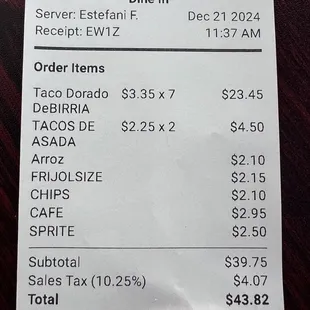 Dine In
Server: Estefani F. Dec 21 2024
Receipt: EW1Z 11:37 AM
Order Items
Taco Dorado $3.35 x 7 $23.45
DeBIRRIA
TACOS DE $2.25 x 2 $4.50
ASADA
Arroz $2.10
FRIJOLSIZE $2.15
CHIPS $2.10
CAFE $2.95
SPRITE $2.50
Subtotal $39.75
Sales Tax (10.25%) $4.07
Total $43.82